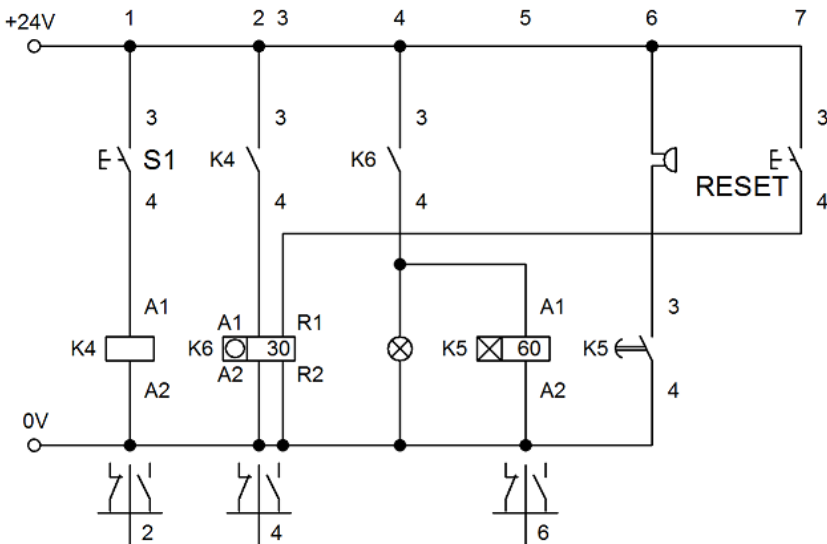 1 2 3 4 5 6 7
+24V
3 3 3 3
S1 K4 K6
RESET
4 4 4 4
A1 A1 R1 A1 3
K4 K6 30 K5 60 K5
A2 A2 R2 A2 4
0V
2 4 6